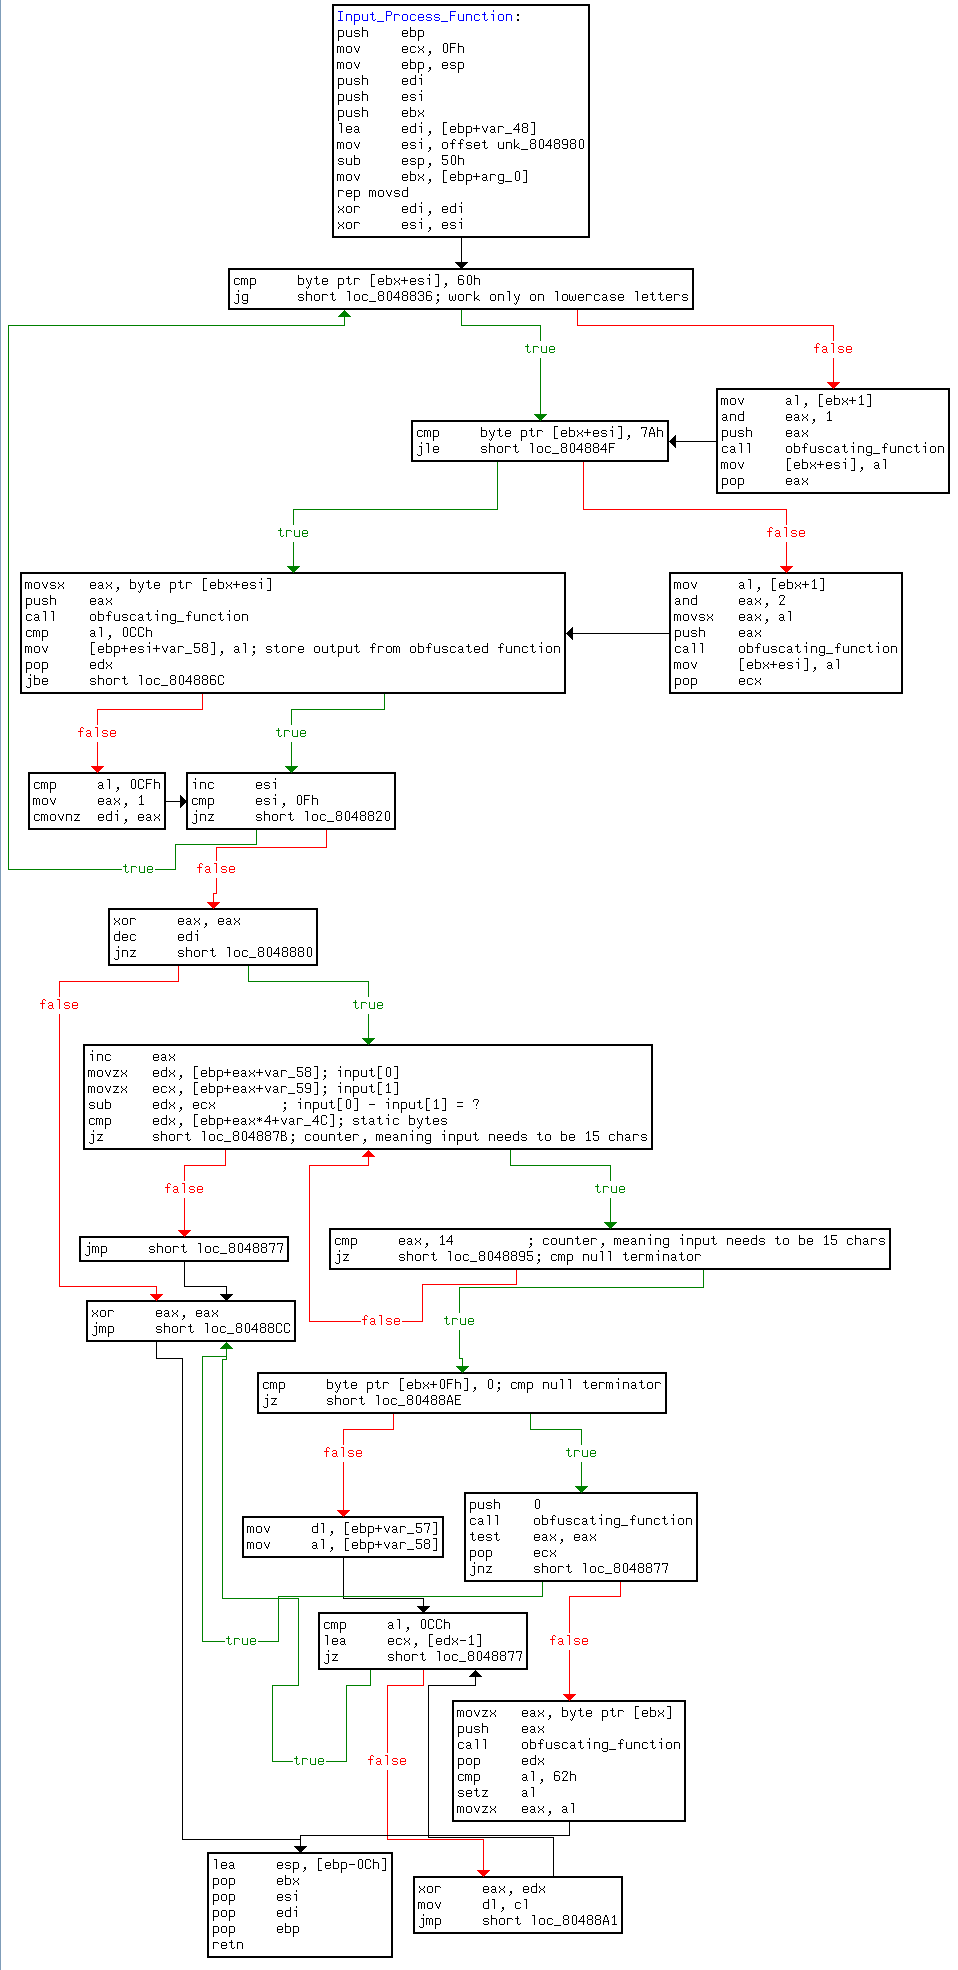 Input_Process_Function:
push ebp
mov ecx, 0Fh
mov ebp, esp
push edi
push esi
push ebx
lea edi, [ebp+var_48]
mov esi, offset unk_8048980
sub esp, 50h
mov ebx, [ebp+arg_0]
rep movsd
xor edi, edi
xor esi, esi
cmp byte ptr [ebx+esi], 60h
jg short loc_8048836; work only on lowercase letters
true
false
mov al, [ebx+1]
and eax, 1
push eax
call obfuscating_function
mov [ebx+esi], al
pop eax
cmp byte ptr [ebx+esi], 7Ah
jle short loc_804884F
true
false
movsx eax, byte ptr [ebx+esi]
push eax
call obfuscating_function
cmp al, 0CCh
mov [ebp+esi+var_58], al; store output from obfuscated function
pop edx
jbe short loc_804886C
mov al, [ebx+1]
and eax, 2
movsx eax, al
push eax
call obfuscating_function
mov [ebx+esi], al
pop ecx
false
true
cmp al, 0CFh
mov eax, 1
cmovnz edi, eax
inc esi
cmp esi, 0Fh
jnz short loc_8048820
true
false
xor eax, eax
dec edi
jnz short loc_8048880
false
true
inc eax
movzx edx, [ebp+eax+var_58]; input[0]
movzx ecx, [ebp+eax+var_59]; input[1]
sub edx, ecx ; input[0] - input[1] = ?
cmp edx, [ebp+eax*4+var_4C]; static bytes
jz short loc_804887B; counter, meaning input needs to be 15 chars
false
true
jmp short loc_8048877
cmp eax, 14 ; counter, meaning input needs to be 15 chars
jz short loc_8048895; cmp null terminator
xor eax, eax
jmp short loc_80488CC
false
true
cmp byte ptr [ebx+0Fh], 0; cmp null terminator
jz short loc_80488AE
false
true
push 0
call obfuscating_function
test eax, eax
pop ecx
jnz short loc_8048877
mov dl, [ebp+var_57]
mov al, [ebp+var_58]
cmp al, 0CCh
lea ecx, [edx-1]
jz short loc_8048877
true
false
movzx eax, byte ptr [ebx]
push eax
call obfuscating_function
pop edx
cmp al, 62h
setz al
movzx eax, al
true
false
lea esp, [ebp-0Ch]
pop ebx
pop esi
pop edi
pop ebp
retn
xor eax, edx
mov dl, cl
jmp short loc_80488A1